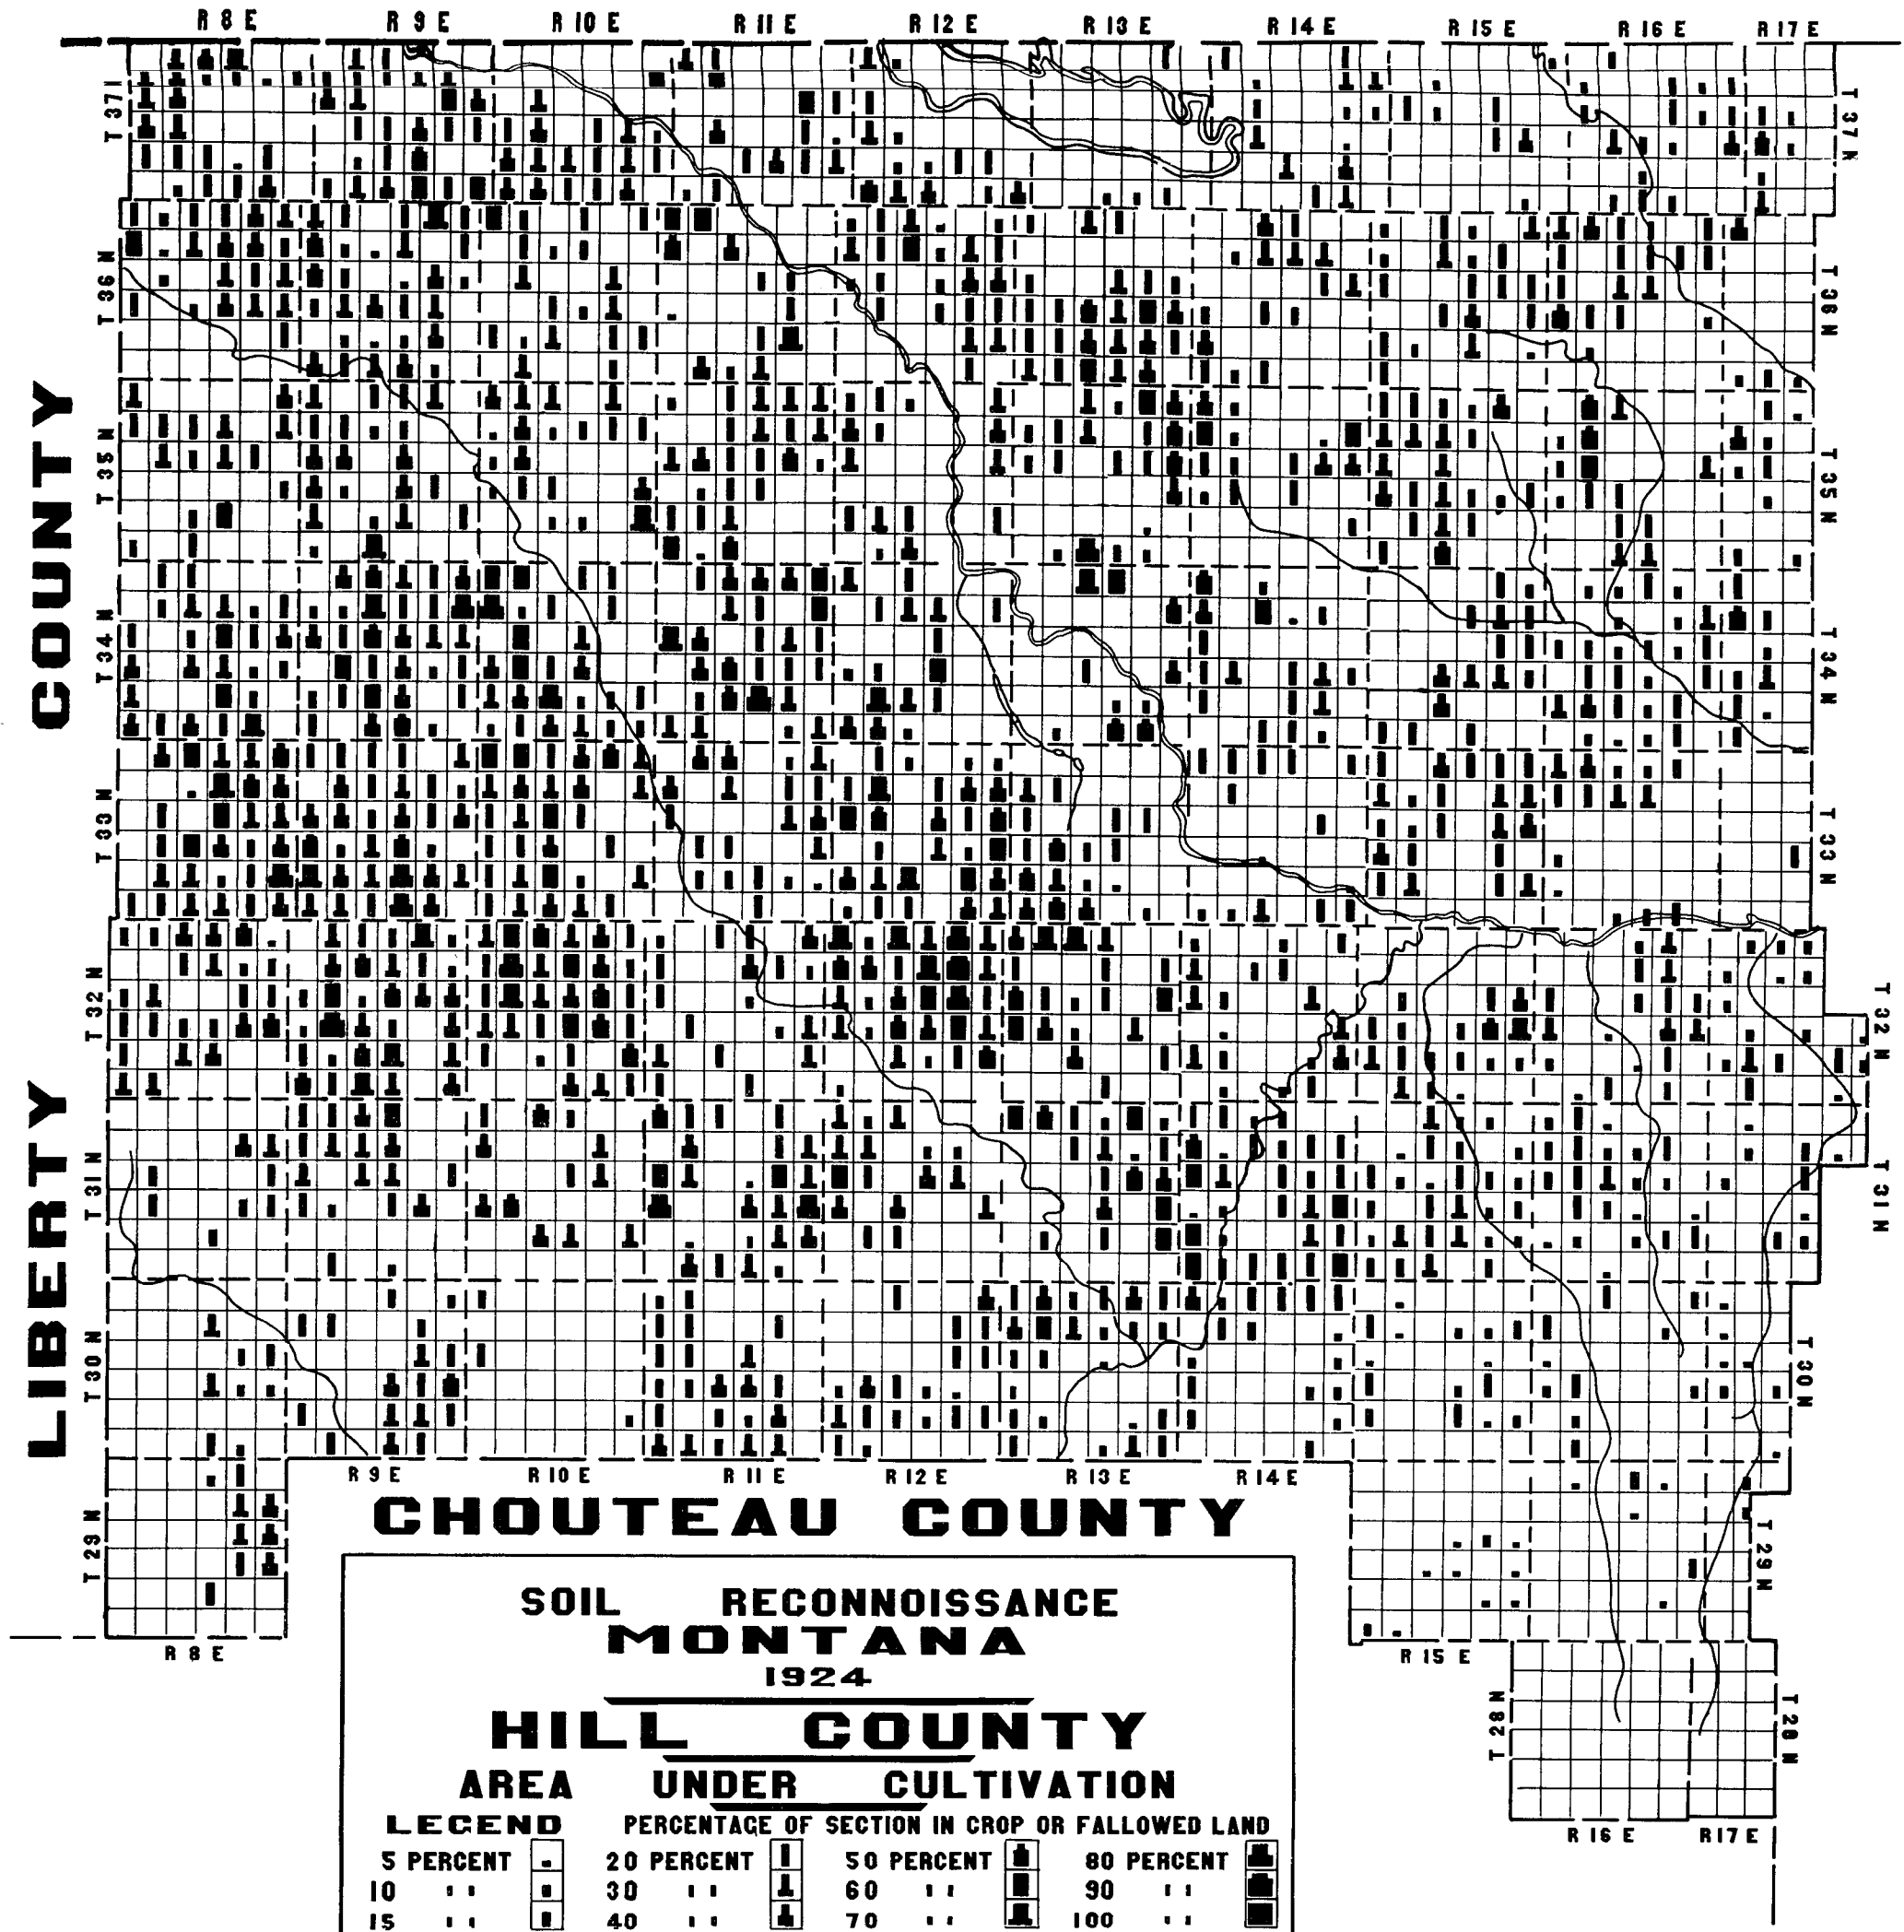 R 8 E R 9 E R 10 E R 11 E R 12 E R 13 E R 14 E R 15 E R 16 E R 17 E
T 37 N T 37 N
T 36 N T 36 N
T 35 N T 35 N
T 34 N T 34 N
T 33 N T 33 N
T 32 N T 32 N
T 31 N T 31 N
T 30 N T 30 N
T 29 N T 29 N
T 28 N T 28 N
LIBERTY COUNTY
R 9 E R 10 E R 11 E R 12 E R 13 E R 14 E
CHOUTEAU COUNTY
R 8 E
R 15 E
R 16 E R 17 E
SOIL RECONNOISSANCE
MONTANA
1924
HILL COUNTY
AREA UNDER CULTIVATION
LEGEND PERCENTAGE OF SECTION IN CROP OR FALLOWED LAND
5 PERCENT 20 PERCENT 50 PERCENT 80 PERCENT
10 " " 30 " " 60 " " 90 " "
15 " " 40 " " 70 " " 100 " "